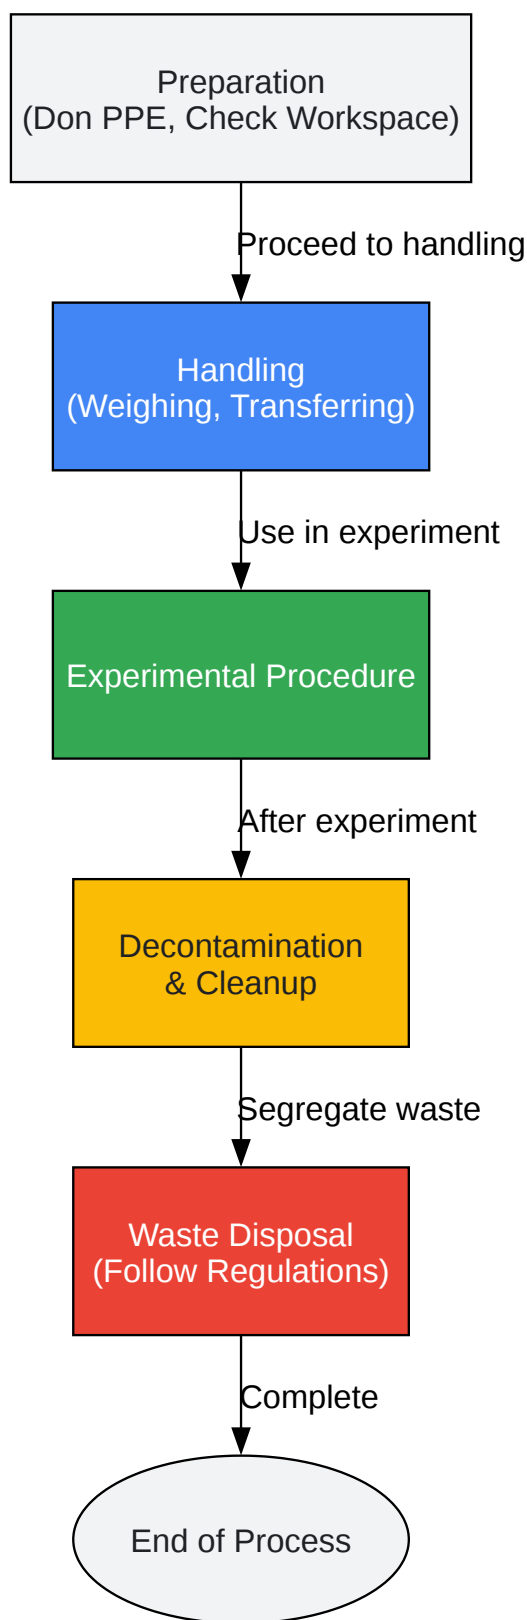 Preparation
(Don PPE, Check Workspace)
Proceed to handling
Handling
(Weighing, Transferring)
Use in experiment
Experimental Procedure
After experiment
Decontamination
& Cleanup
Segregate waste
Waste Disposal
(Follow Regulations)
Complete
End of Process